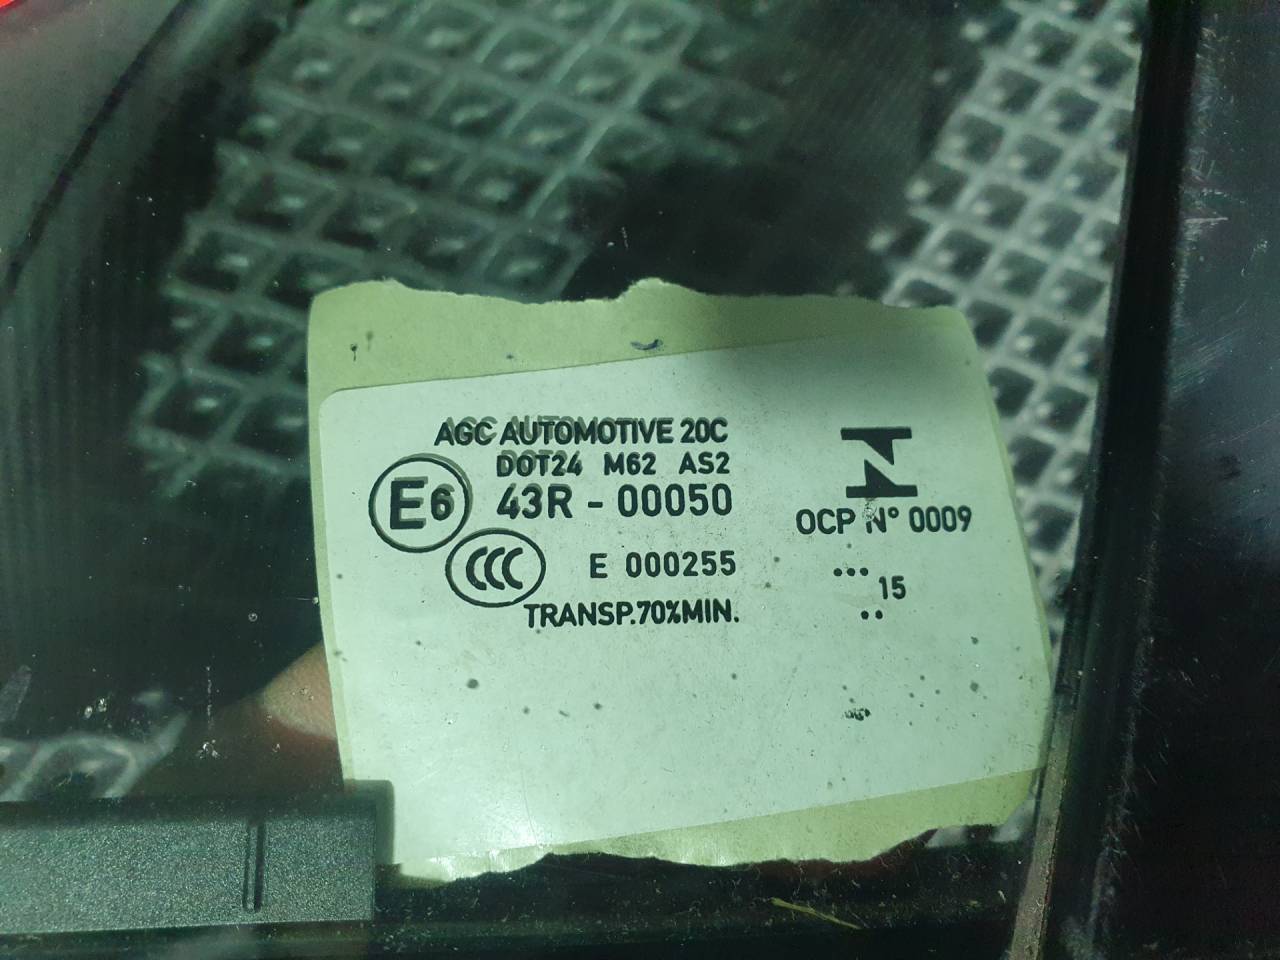 AGC AUTOMOTIVE 20C
DOT24 M62 AS2
E6 43R - 00050
CCC E 000255
TRANSP.70%MIN.
N
OCP N° 0009
...
15
..